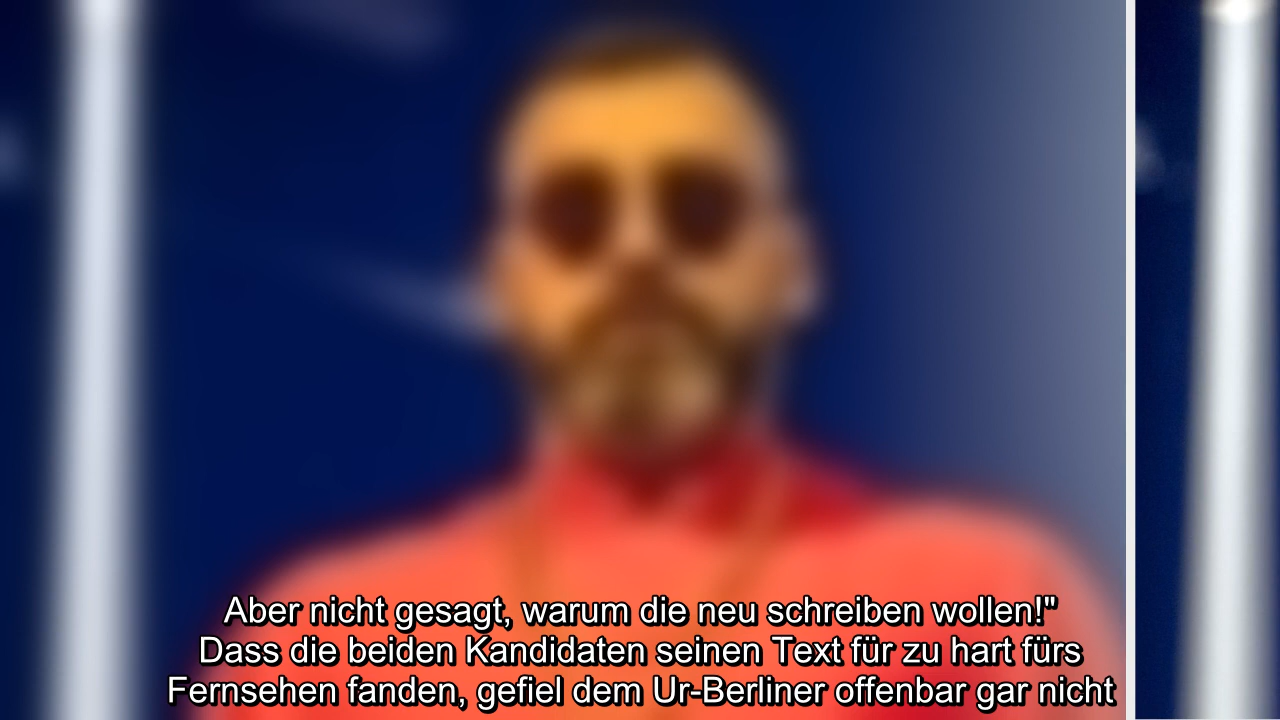 Aber nicht gesagt, warum die neu schreiben wollen!"
Dass die beiden Kandidaten seinen Text für zu hart fürs
Fernsehen fanden, gefiel dem Ur-Berliner offenbar gar nicht